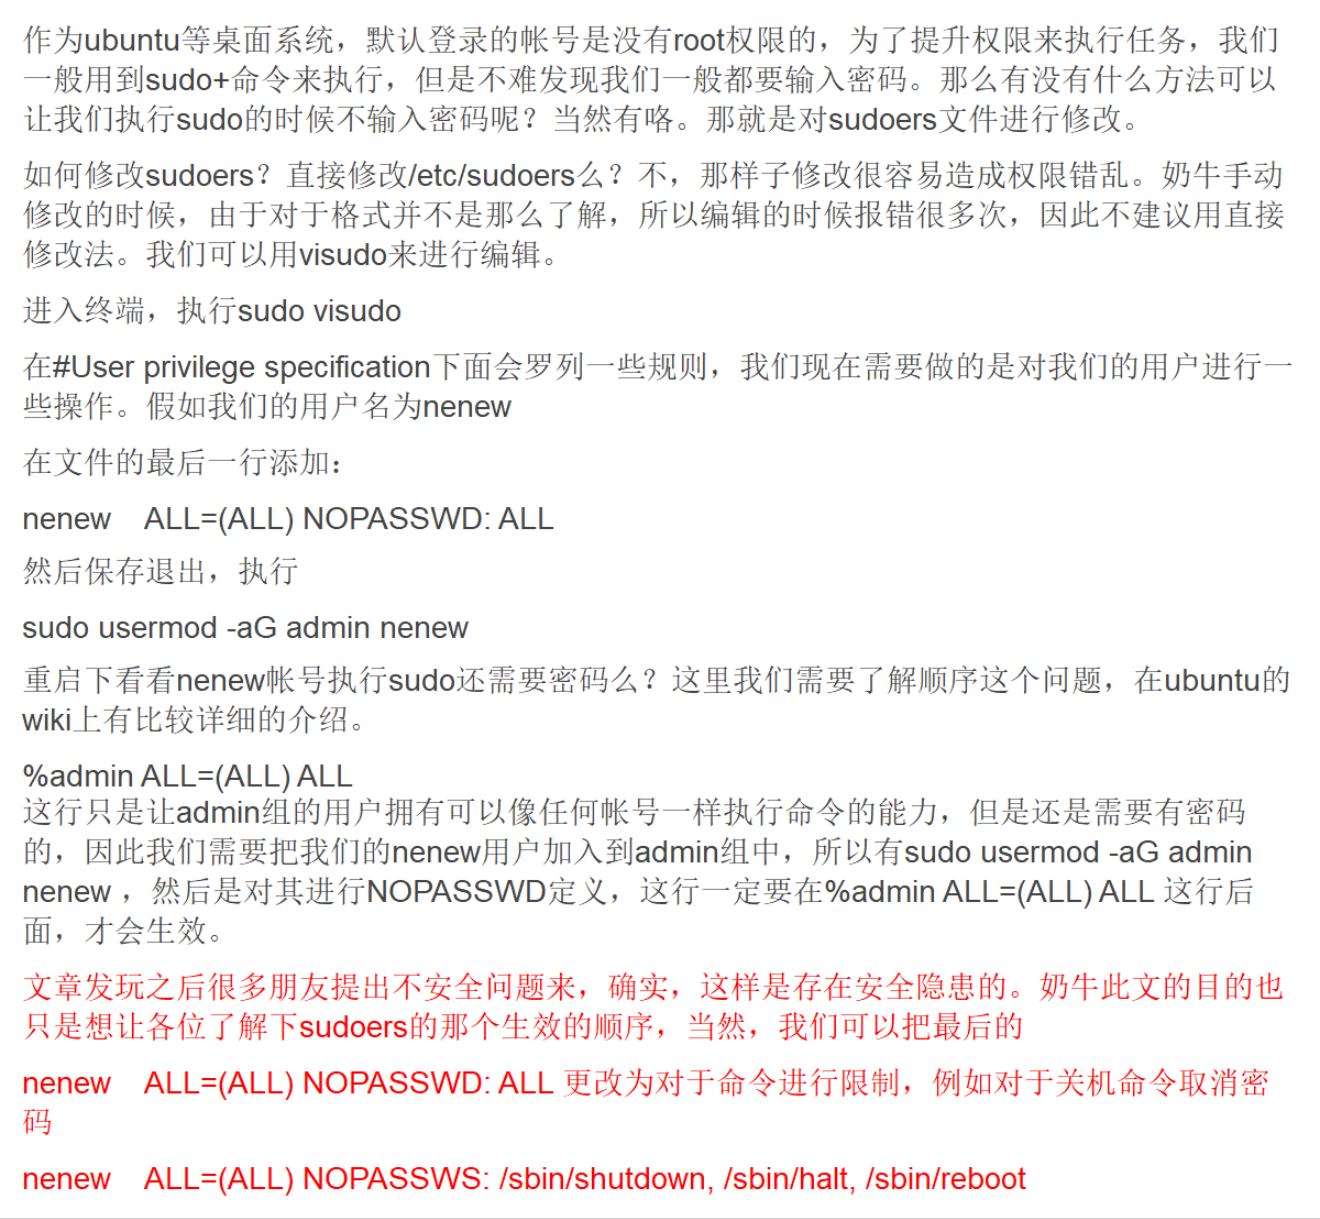 作为ubuntu等桌面系统，默认登录的帐号是没有root权限的，为了提升权限来执行任务，我们
一般用到sudo+命令来执行，但是不难发现我们一般都要输入密码。那么有没有什么方法可以
让我们执行sudo的时候不输入密码呢？当然有咯。那就是对sudoers文件进行修改。
如何修改sudoers？直接修改/etc/sudoers么？不，那样子修改很容易造成权限错乱。奶牛手动
修改的时候，由于对于格式并不是那么了解，所以编辑的时候报错很多次，因此不建议用直接
修改法。我们可以用visudo来进行编辑。
进入终端，执行sudo visudo
在#User privilege specification下面会罗列一些规则，我们现在需要做的是对我们的用户进行一
些操作。假如我们的用户名为nenew
在文件的最后一行添加：
nenew    ALL=(ALL) NOPASSWD: ALL
然后保存退出，执行
sudo usermod -aG admin nenew
重启下看看nenew帐号执行sudo还需要密码么？这里我们需要了解顺序这个问题，在ubuntu的
wiki上有比较详细的介绍。
%admin ALL=(ALL) ALL
这行只是让admin组的用户拥有可以像任何帐号一样执行命令的能力，但是还是需要有密码
的，因此我们需要把我们的nenew用户加入到admin组中，所以有sudo usermod -aG admin
nenew ，然后是对其进行NOPASSWD定义，这行一定要在%admin ALL=(ALL) ALL 这行后
面，才会生效。
文章发玩之后很多朋友提出不安全问题来，确实，这样是存在安全隐患的。奶牛此文的目的也
只是想让各位了解下sudoers的那个生效的顺序，当然，我们可以把最后的
nenew    ALL=(ALL) NOPASSWD: ALL 更改为对于命令进行限制，例如对于关机命令取消密
码
nenew    ALL=(ALL) NOPASSWS: /sbin/shutdown, /sbin/halt, /sbin/reboot